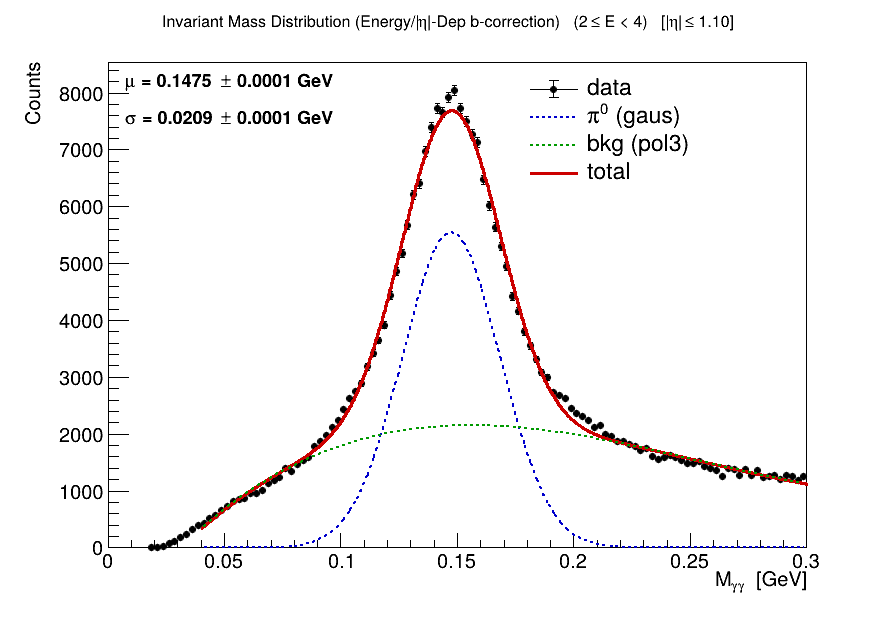 Invariant Mass Distribution (Energy/|η|-Dep b-correction) (2 ≤ E < 4) [|η| ≤ 1.10]
Counts
μ = 0.1475 ± 0.0001 GeV
σ = 0.0209 ± 0.0001 GeV
data
π⁰ (gaus)
bkg (pol3)
total
8000
7000
6000
5000
4000
3000
2000
1000
0
0 0.05 0.1 0.15 0.2 0.25 0.3
Mγγ [GeV]